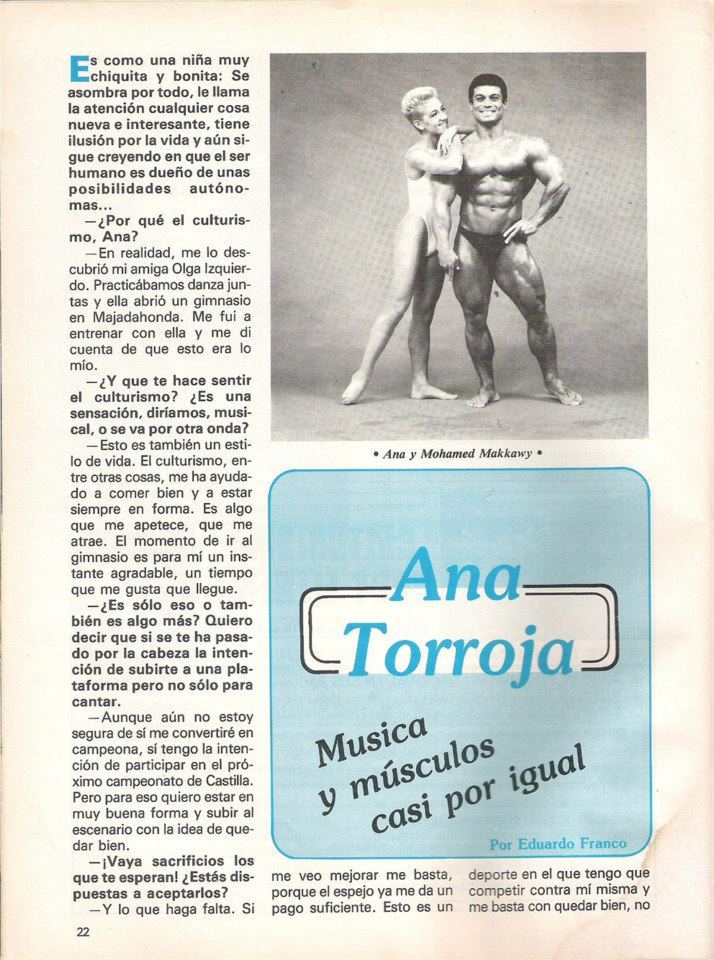 Es como una niña muy
chiquita y bonita: Se
asombra por todo, le llama
la atención cualquier cosa
nueva e interesante, tiene
ilusión por la vida y aún si-
gue creyendo en que el ser
humano es dueño de unas
posibilidades autóno-
mas...
—¿Por qué el culturis-
mo, Ana?
—En realidad, me lo des-
cubrió mi amiga Olga Izquier-
do. Practicábamos danza jun-
tas y ella abrió un gimnasio
en Majadahonda. Me fui a
entrenar con ella y me di
cuenta de que esto era lo
mío.
—¿Y que te hace sentir
el culturismo? ¿Es una
sensación, diríamos, musi-
cal, o se va por otra onda?
—Esto es también un esti-
lo de vida. El culturismo, en-
tre otras cosas, me ha ayuda-
do a comer bien y a estar
siempre en forma. Es algo
que me apetece, que me
atrae. El momento de ir al
gimnasio es para mí un ins-
tante agradable, un tiempo
que me gusta que llegue.
—¿Es sólo eso o tam-
bién es algo más? Quiero
decir que si se te ha pasa-
do por la cabeza la inten-
ción de subirte a una pla-
taforma pero no sólo para
cantar.
—Aunque aún no estoy
segura de sí me convertiré en
campeona, sí tengo la inten-
ción de participar en el pró-
ximo campeonato de Castilla.
Pero para eso quiero estar en
muy buena forma y subir al
escenario con la idea de que-
dar bien.
—¡Vaya sacrificios los
que te esperan! ¿Estás dis-
puestas a aceptarlos?
—Y lo que haga falta. Si
• Ana y Mohamed Makkawy •
Ana
Torroja
Musica
y músculos
casi por igual
Por Eduardo Franco
me veo mejorar me basta,
porque el espejo ya me da un
pago suficiente. Esto es un
deporte en el que tengo que
competir contra mí misma y
me basta con quedar bien, no
22